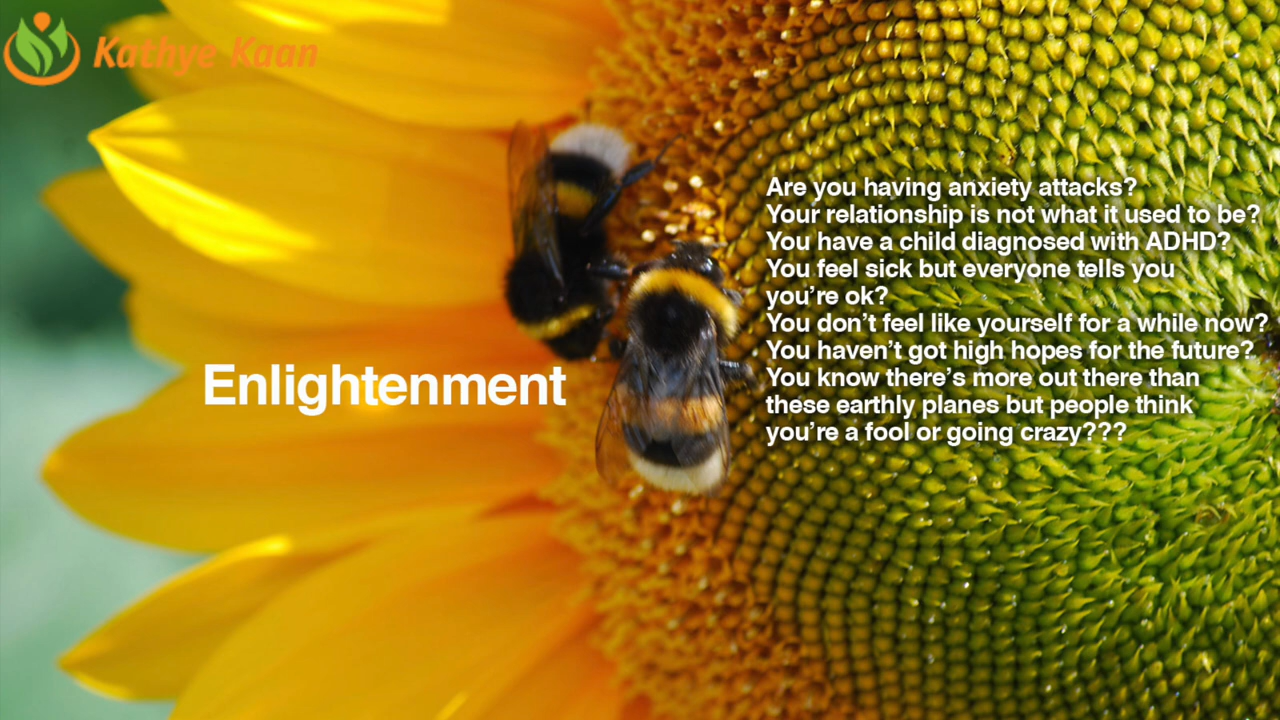 Kathye Kaan
Enlightenment
Are you having anxiety attacks?
Your relationship is not what it used to be?
You have a child diagnosed with ADHD?
You feel sick but everyone tells you
you’re ok?
You don’t feel like yourself for a while now?
You haven’t got high hopes for the future?
You know there’s more out there than
these earthly planes but people think
you’re a fool or going crazy???